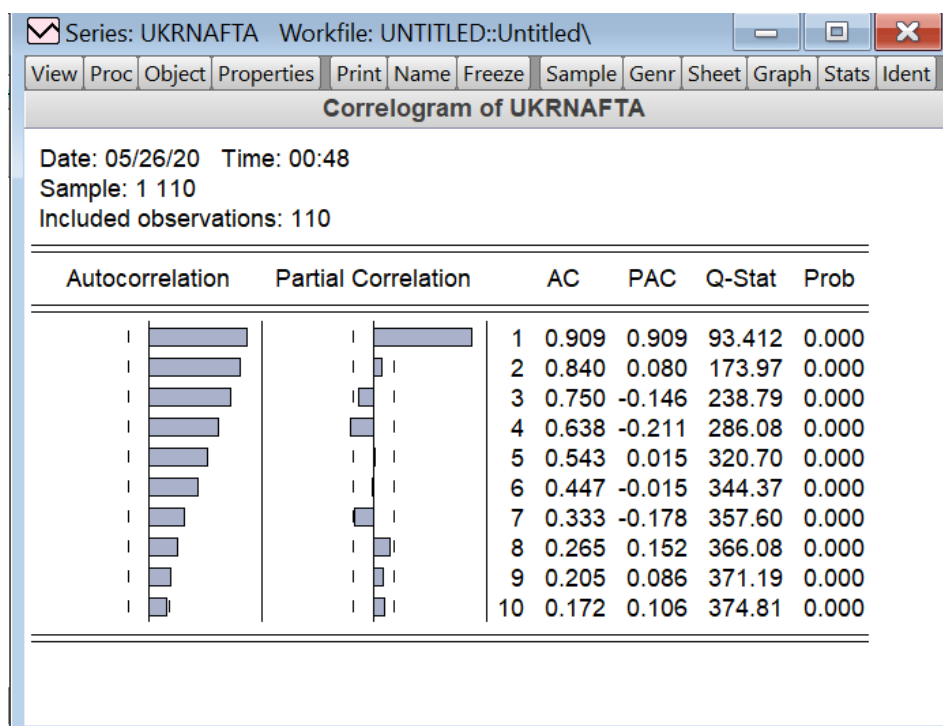 Series: UKRNAFTA Workfile: UNTITLED::Untitled\
View Proc Object Properties Print Name Freeze Sample Genr Sheet Graph Stats Ident
Correlogram of UKRNAFTA
Date: 05/26/20 Time: 00:48
Sample: 1 110
Included observations: 110
Autocorrelation Partial Correlation AC PAC Q-Stat Prob
1 0.909 0.909 93.412 0.000
2 0.840 0.080 173.97 0.000
3 0.750 -0.146 238.79 0.000
4 0.638 -0.211 286.08 0.000
5 0.543 0.015 320.70 0.000
6 0.447 -0.015 344.37 0.000
7 0.333 -0.178 357.60 0.000
8 0.265 0.152 366.08 0.000
9 0.205 0.086 371.19 0.000
10 0.172 0.106 374.81 0.000